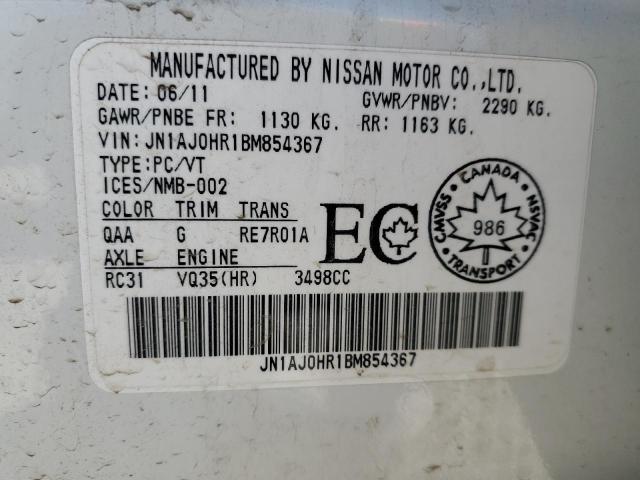 MANUFACTURED BY NISSAN MOTOR CO.,LTD.
DATE:06/11 GVWR/PNBV: 2290 KG.
GAWR/PNBE FR: 1130 KG. RR: 1163 KG.
VIN:JN1AJ0HR1BM854367
TYPE:PC/VT
ICES/NMB-002
COLOR TRIM TRANS
QAA G RE7R01A
AXLE ENGINE
RC31 VQ35(HR) 3498CC
EC
CANADA
CMVSS 986 NSVAC
TRANSPORT
JN1AJ0HR1BM854367